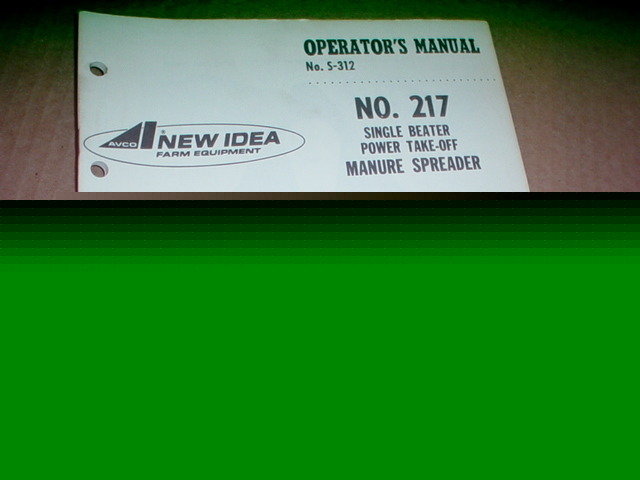 OPERATOR'S MANUAL
No. S-312
NO. 217
SINGLE BEATER
POWER TAKE-OFF
MANURE SPREADER
AVCO NEW IDEA
FARM EQUIPMENT